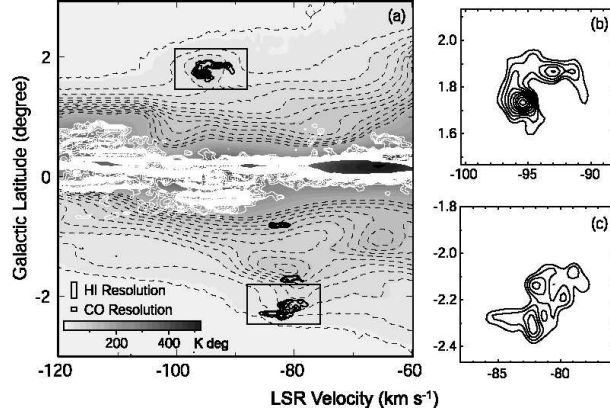 (a)
2
1
0
-1
-2
Galactic Latitude (degree)
HI Resolution
CO Resolution
200 400 K deg
-120 -100 -80 -60
LSR Velocity (km s⁻¹)
(b)
2.0
1.8
1.6
-100 -95 -90
(c)
-2.0
-2.2
-2.4
-85 -80